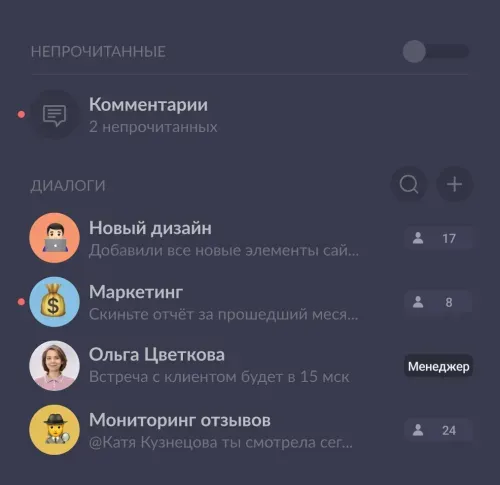 НЕПРОЧИТАННЫЕ
Комментарии
2 непрочитанных
ДИАЛОГИ
Новый дизайн
Добавили все новые элементы сай...
17
Маркетинг
Скиньте отчёт за прошедший меся...
8
Ольга Цветкова
Встреча с клиентом будет в 15 мск
Менеджер
Мониторинг отзывов
@Катя Кузнецова ты смотрела сег...
24